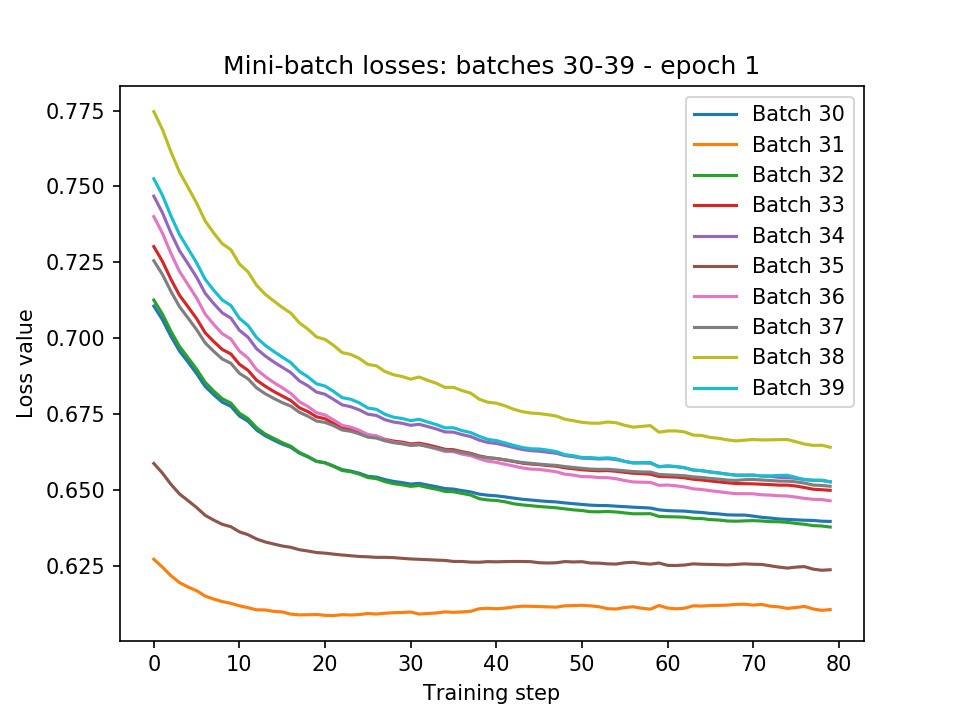 Mini-batch losses: batches 30-39 - epoch 1
0.775
0.750
0.725
0.700
0.675
0.650
0.625
Loss value
Batch 30
Batch 31
Batch 32
Batch 33
Batch 34
Batch 35
Batch 36
Batch 37
Batch 38
Batch 39
0 10 20 30 40 50 60 70 80
Training step